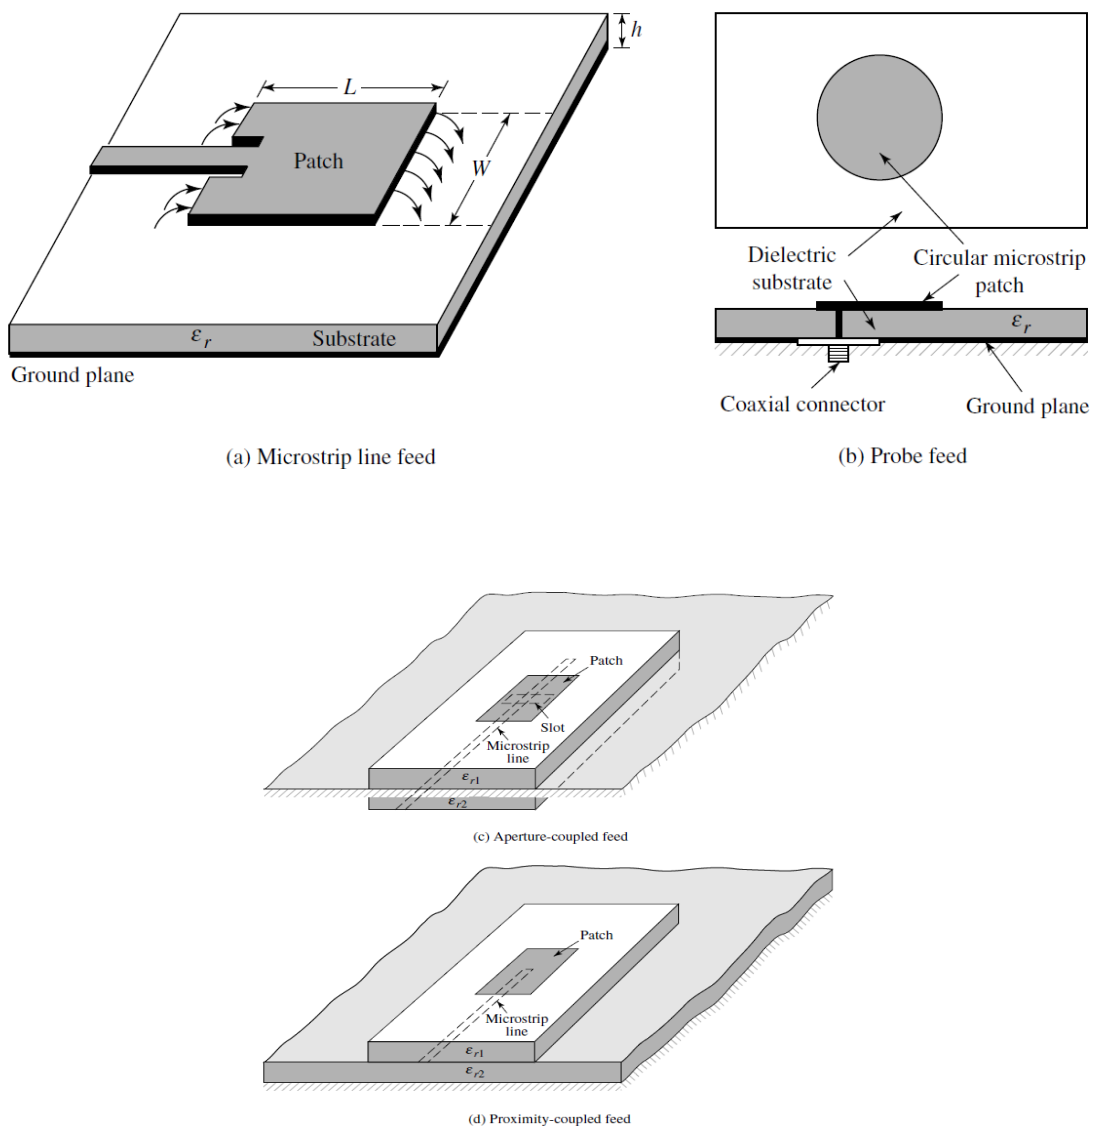 h
L
Patch
W
εr
Substrate
Ground plane
(a) Microstrip line feed
Dielectric
substrate
Circular microstrip
patch
εr
Coaxial connector
Ground plane
(b) Probe feed
Patch
Slot
Microstrip
line
εr1
εr2
(c) Aperture-coupled feed
Patch
Microstrip
line
εr1
εr2
(d) Proximity-coupled feed